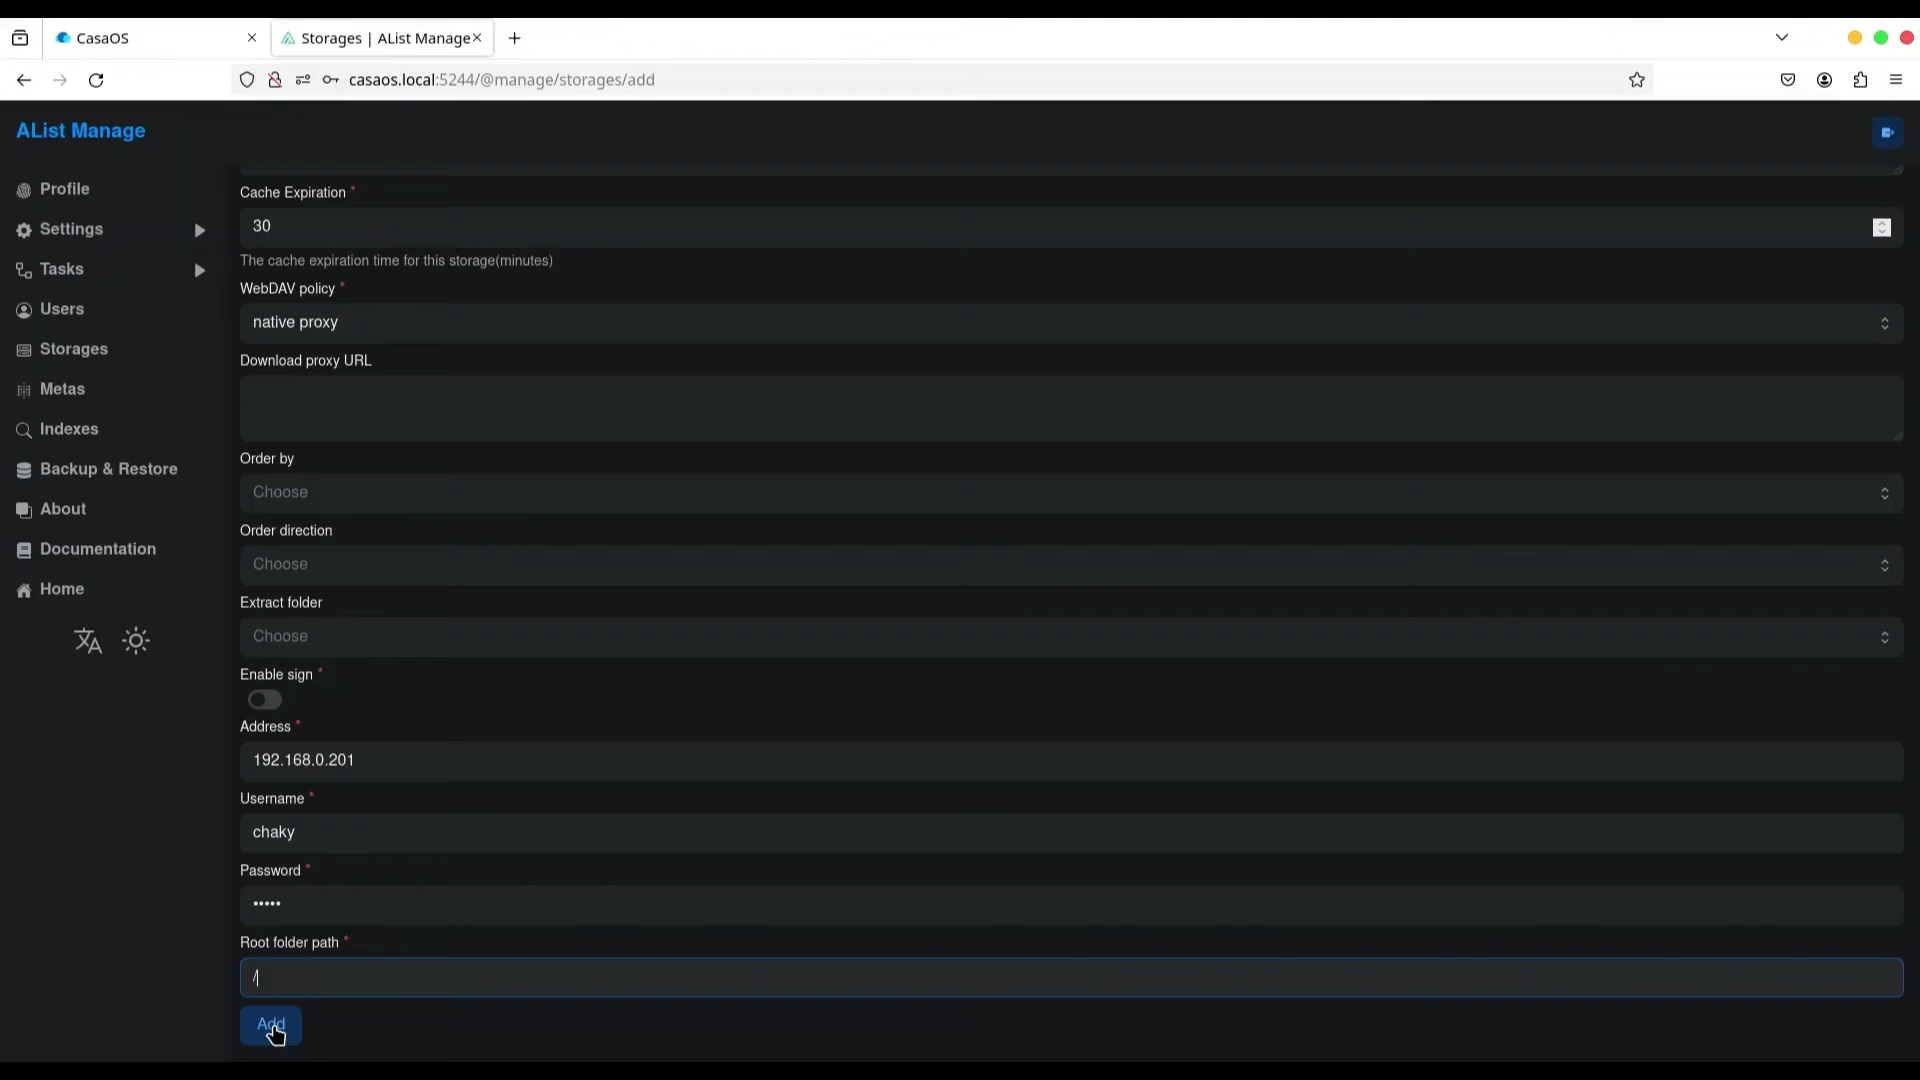 CasaOS
Storages | AList Manage
casaos.local:5244/@manage/storages/add
AList Manage
Profile
Settings
Tasks
Users
Storages
Metas
Indexes
Backup & Restore
About
Documentation
Home
Cache Expiration *
30
The cache expiration time for this storage(minutes)
WebDAV policy *
native proxy
Download proxy URL
Order by
Choose
Order direction
Choose
Extract folder
Choose
Enable sign *
Address *
192.168.0.201
Username *
chaky
Password *
•••••
Root folder path *
/
Add